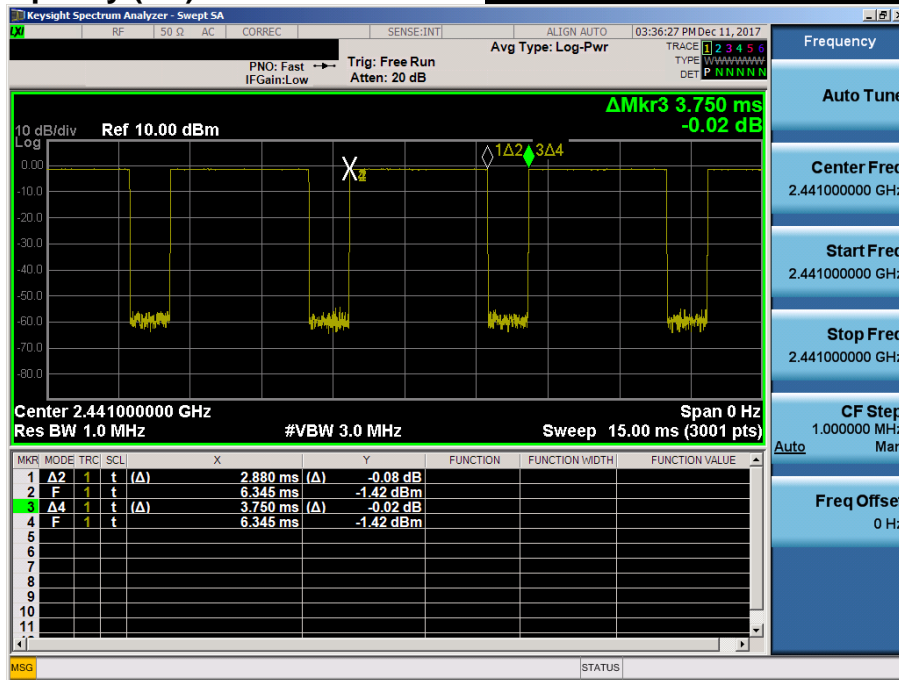 Keysight Spectrum Analyzer - Swept SA
LXI RF 50 Ω AC CORREC SENSE:INT ALIGN AUTO 03:36:27 PM Dec 11, 2017
Frequency
Avg Type: Log-Pwr
TRACE 1 2 3 4 5 6
PNO: Fast Trig: Free Run
TYPE WWWWWW
IFGain:Low Atten: 20 dB
DET P N N N N N
Auto Tune
ΔMkr3 3.750 ms
-0.02 dB
10 dB/div Ref 10.00 dBm
Log
1Δ2 3Δ4
0.00
-10.0
-20.0
-30.0
-40.0
-50.0
-60.0
-70.0
-80.0
Center Freq
2.441000000 GHz
Start Freq
2.441000000 GHz
Stop Freq
2.441000000 GHz
Center 2.441000000 GHz Span 0 Hz
Res BW 1.0 MHz #VBW 3.0 MHz Sweep 15.00 ms (3001 pts)
CF Step
1.000000 MHz
Auto Man
MKR MODE TRC SCL X Y FUNCTION FUNCTION WIDTH FUNCTION VALUE
1 Δ2 1 t (Δ) 2.880 ms (Δ) -0.08 dB
2 F 1 t 6.345 ms -1.42 dBm
3 Δ4 1 t (Δ) 3.750 ms (Δ) -0.02 dB
4 F 1 t 6.345 ms -1.42 dBm
5
6
7
8
9
10
11
Freq Offset
0 Hz
MSG STATUS